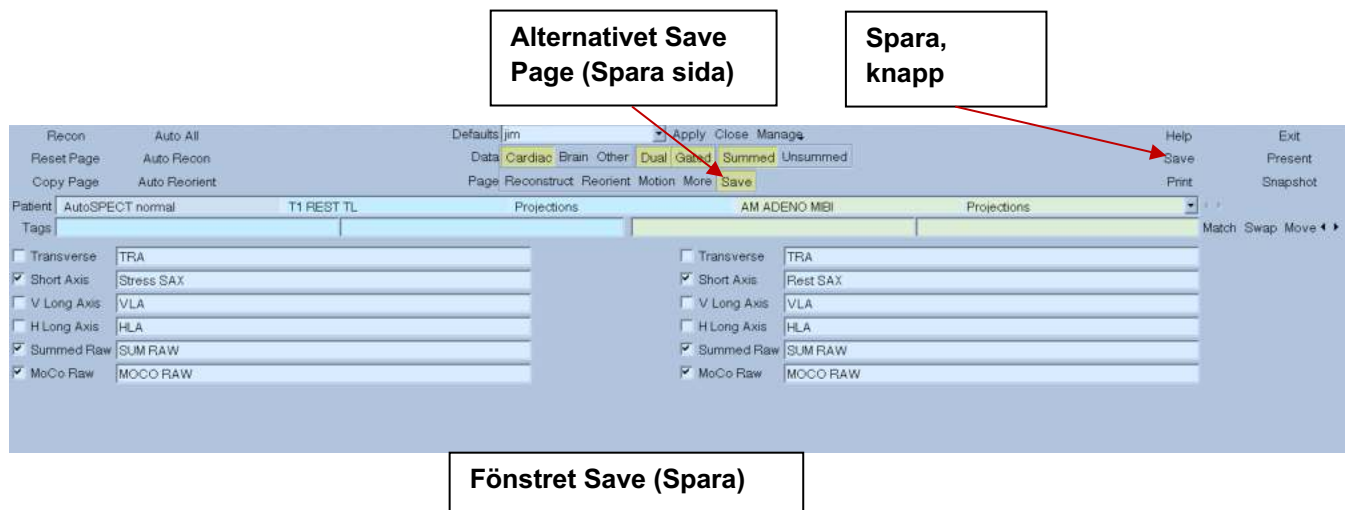 Alternativet Save
Page (Spara sida)
Spara,
knapp
Recon Auto All Defaults jim Apply Close Manage Help Exit
Reset Page Auto Recon Data Cardiac Brain Other Dual Gated Summed Unsummed Save Present
Copy Page Auto Reorient Page Reconstruct Reorient Motion More Save Print Snapshot
Patient AutoSPECT normal T1 REST TL Projections AM ADENO MIBI Projections
Tags Match Swap Move
Transverse TRA Transverse TRA
Short Axis Stress SAX Short Axis Rest SAX
V Long Axis VLA V Long Axis VLA
H Long Axis HLA H Long Axis HLA
Summed Raw SUM RAW Summed Raw SUM RAW
MoCo Raw MOCO RAW MoCo Raw MOCO RAW
Fönstret Save (Spara)